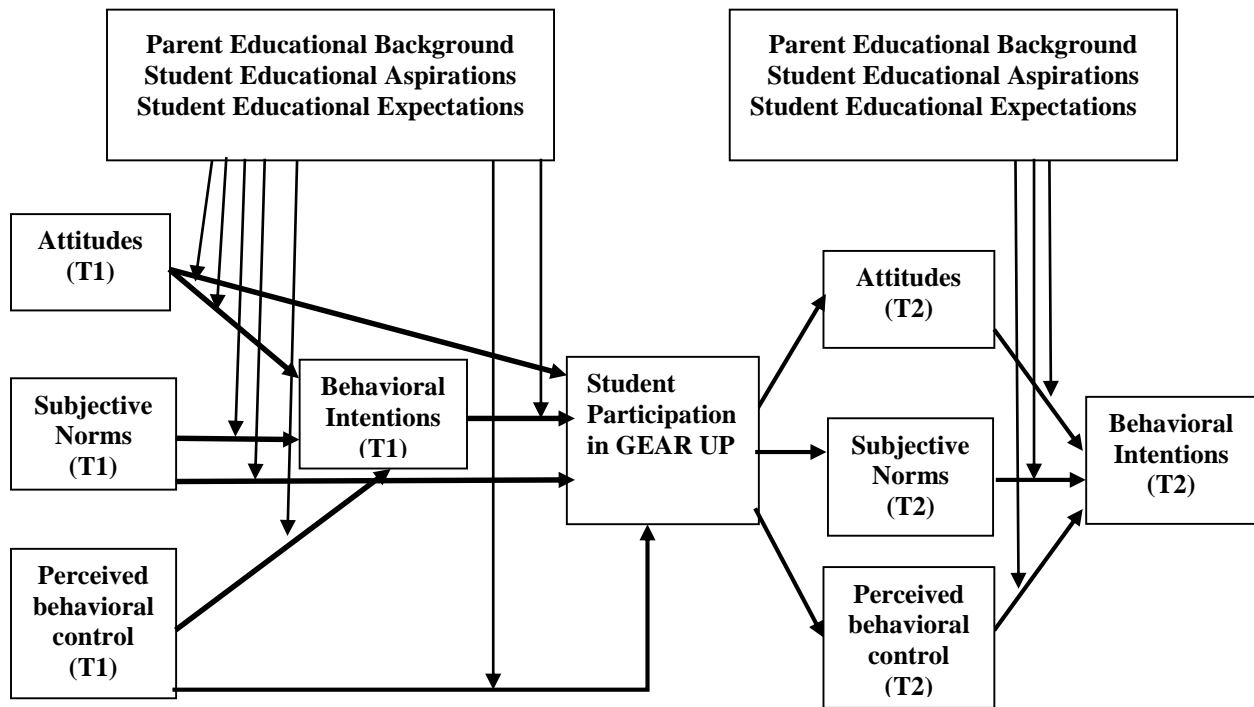 Parent Educational Background
Student Educational Aspirations
Student Educational Expectations
Parent Educational Background
Student Educational Aspirations
Student Educational Expectations
Attitudes
(T1)
Subjective
Norms
(T1)
Perceived
behavioral
control
(T1)
Behavioral
Intentions
(T1)
Student
Participation
in GEAR UP
Attitudes
(T2)
Subjective
Norms
(T2)
Perceived
behavioral
control
(T2)
Behavioral
Intentions
(T2)